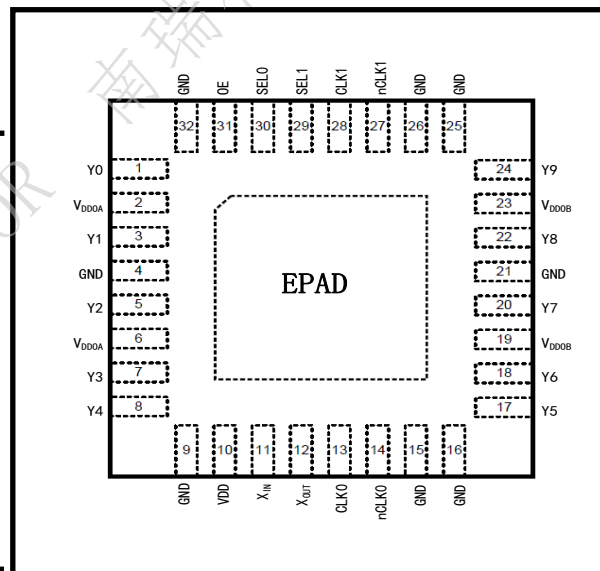 南瑞
OR
GND OE SEL0 SEL1 CLK1 nCLK1 GND GND
32 31 30 29 28 27 26 25
Y0 1 24 Y9
VDDOA 2 23 VDDOB
Y1 3 22 Y8
GND 4 21 GND
EPAD
Y2 5 20 Y7
VDDOA 6 19 VDDOB
Y3 7 18 Y6
Y4 8 17 Y5
9 10 11 12 13 14 15 16
GND VDD XIN XOUT CLK0 nCLK0 GND GND